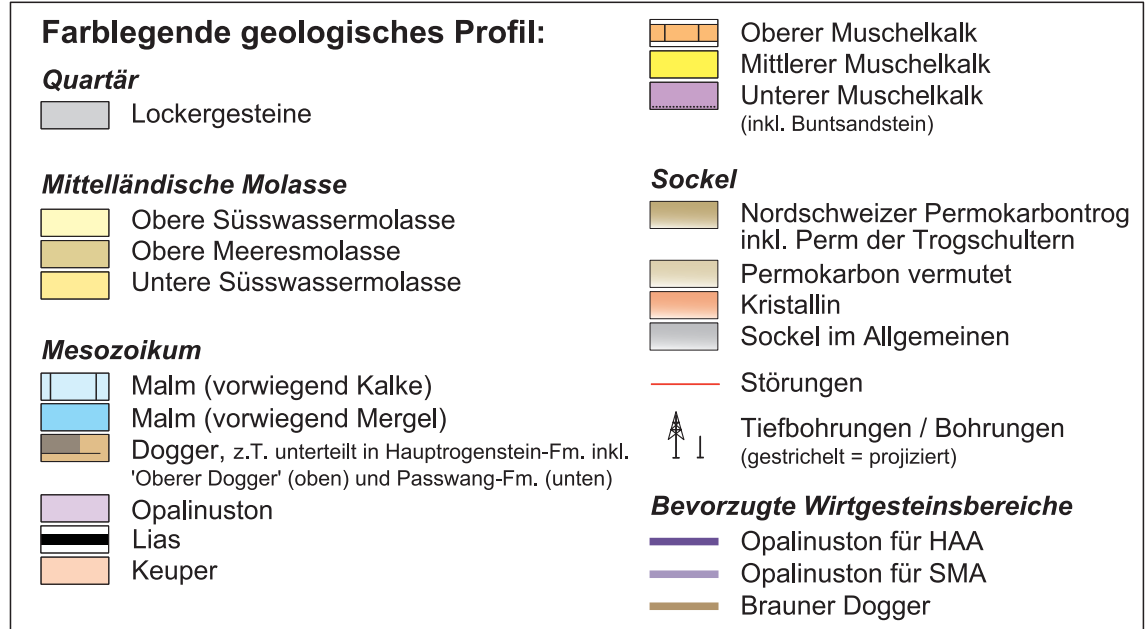 Farblegende geologisches Profil:
Quartär
Lockergesteine
Mittelländische Molasse
Obere Süsswassermolasse
Obere Meeresmolasse
Untere Süsswassermolasse
Mesozoikum
Malm (vorwiegend Kalke)
Malm (vorwiegend Mergel)
Dogger, z.T. unterteilt in Hauptrogenstein-Fm. inkl.
'Oberer Dogger' (oben) und Passwang-Fm. (unten)
Opalinuston
Lias
Keuper
Oberer Muschelkalk
Mittlerer Muschelkalk
Unterer Muschelkalk
(inkl. Buntsandstein)
Sockel
Nordschweizer Permokarbontrog
inkl. Perm der Trogschultern
Permokarbon vermutet
Kristallin
Sockel im Allgemeinen
Störungen
Tiefbohrungen / Bohrungen
(gestrichelt = projiziert)
Bevorzugte Wirtgesteinsbereiche
Opalinuston für HAA
Opalinuston für SMA
Brauner Dogger